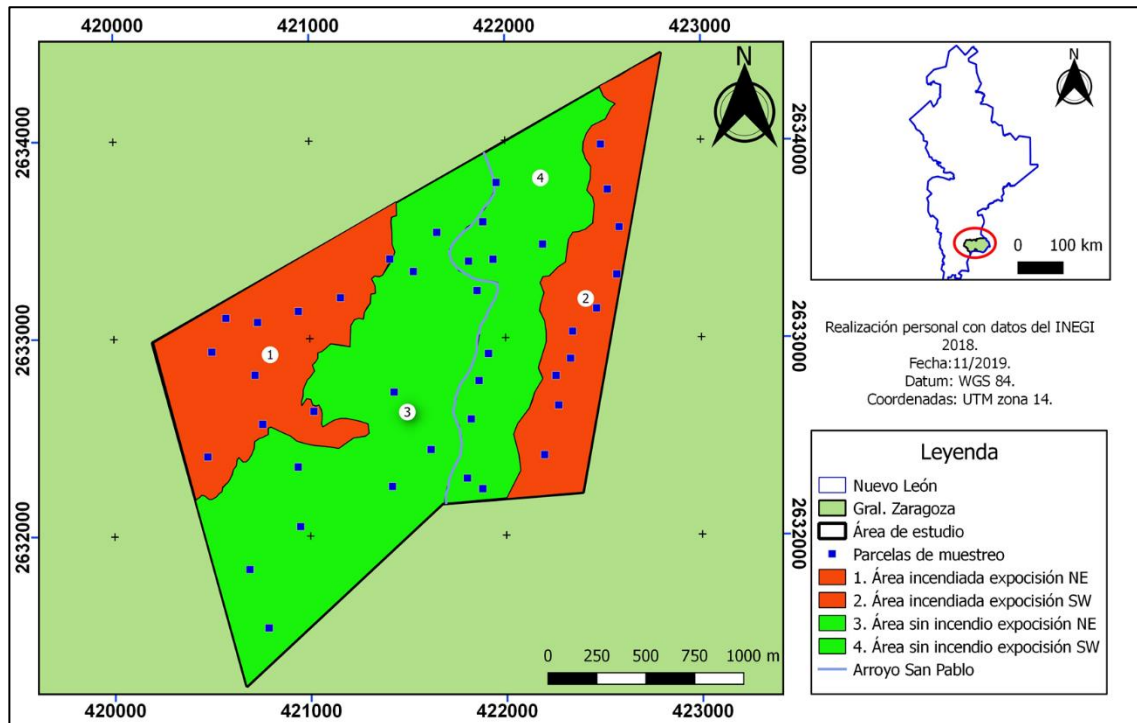 420000 421000 422000 423000
N
N
2634000
2634000
4
0 100 km
2
2633000
1
2633000
Realización personal con datos del INEGI
2018.
Fecha:11/2019.
Datum: WGS 84.
Coordenadas: UTM zona 14.
3
Leyenda
Nuevo León
Gral. Zaragoza
Área de estudio
Parcelas de muestreo
1. Área incendiada expocisión NE
2. Área incendiada expocisión SW
3. Área sin incendio expocisión NE
4. Área sin incendio expocisión SW
Arroyo San Pablo
2632000
2632000
0 250 500 750 1000 m
420000 421000 422000 423000